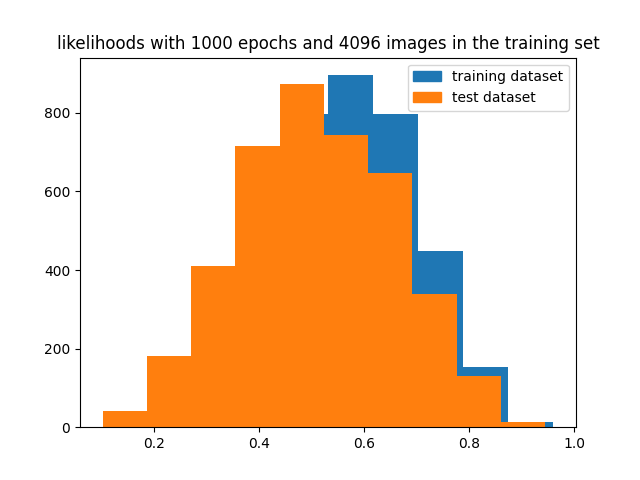 likelihoods with 1000 epochs and 4096 images in the training set
training dataset
test dataset
800
600
400
200
0
0.2 0.4 0.6 0.8 1.0